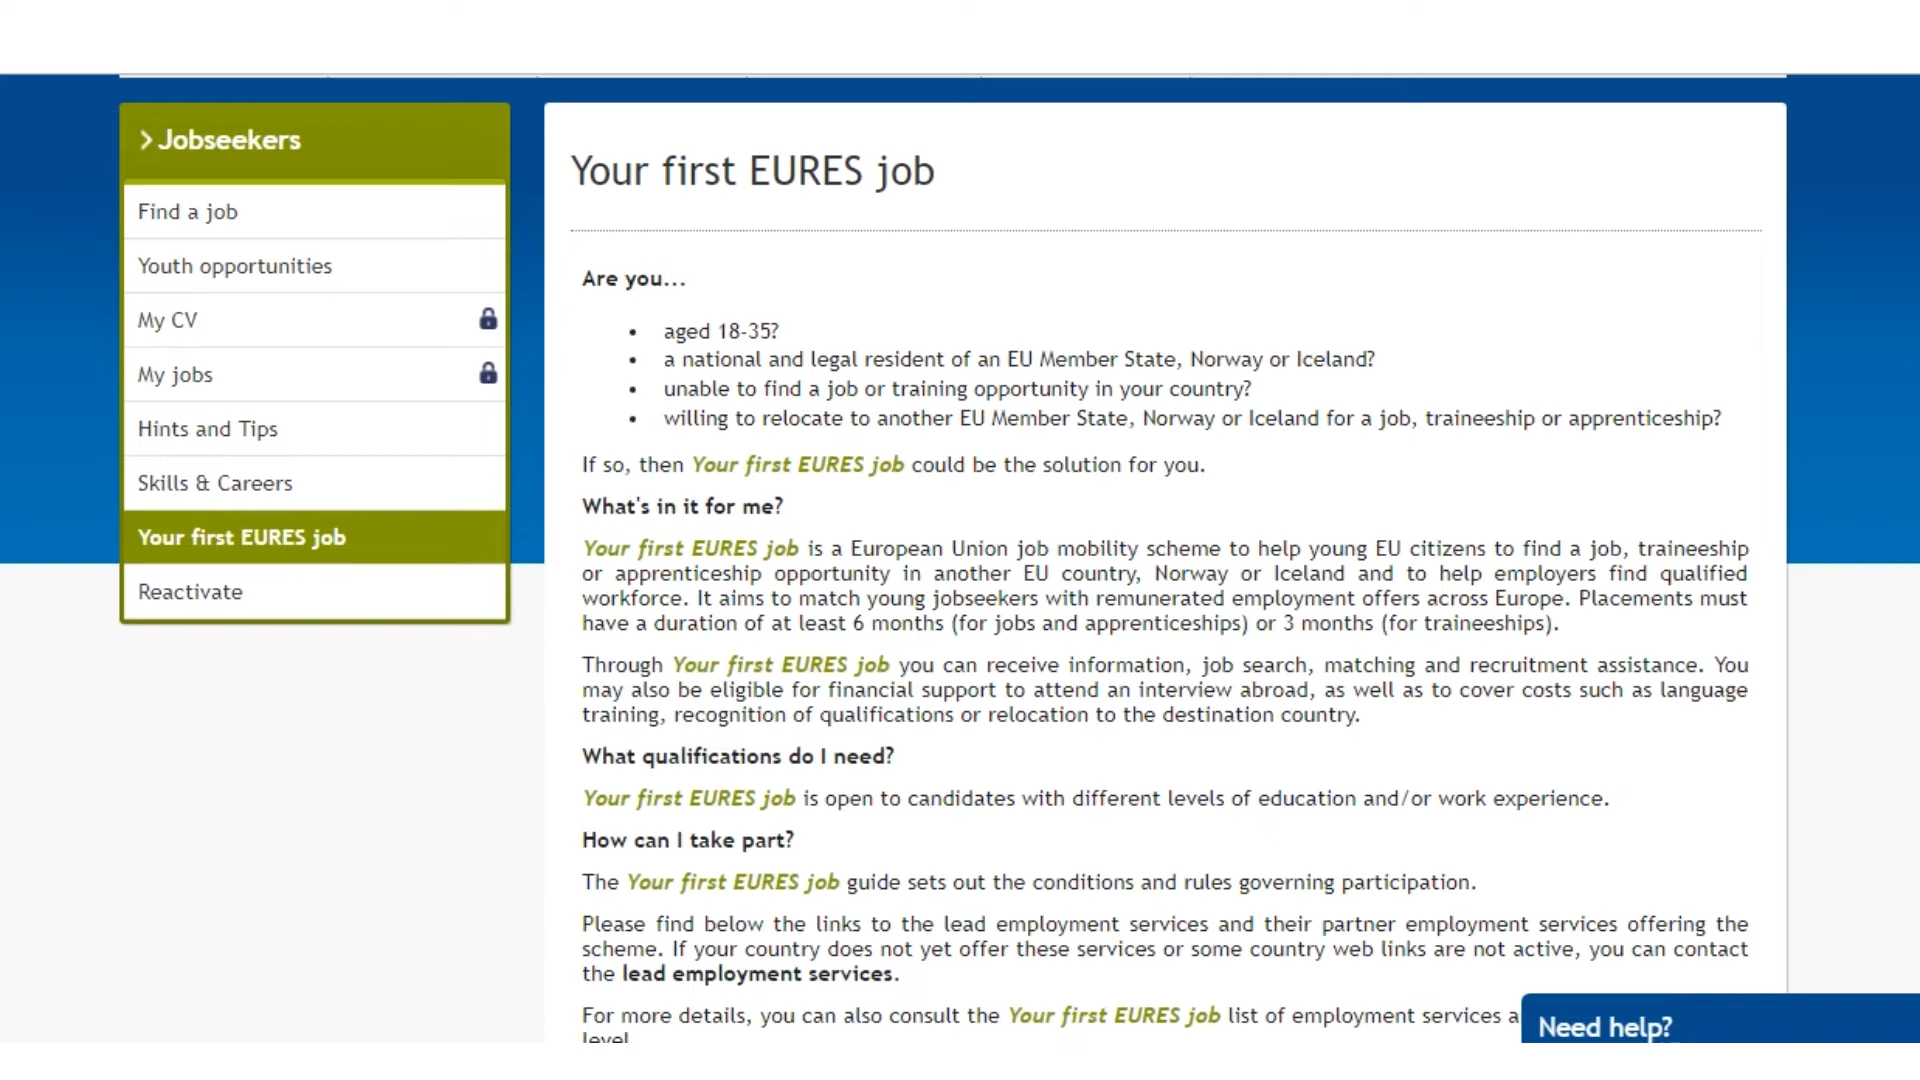 Jobseekers
Find a job
Youth opportunities
My CV
My jobs
Hints and Tips
Skills & Careers
Your first EURES job
Reactivate
Your first EURES job
Are you...
• aged 18-35?
• a national and legal resident of an EU Member State, Norway or Iceland?
• unable to find a job or training opportunity in your country?
• willing to relocate to another EU Member State, Norway or Iceland for a job, traineeship or apprenticeship?
If so, then Your first EURES job could be the solution for you.
What's in it for me?
Your first EURES job is a European Union job mobility scheme to help young EU citizens to find a job, traineeship
or apprenticeship opportunity in another EU country, Norway or Iceland and to help employers find qualified
workforce. It aims to match young jobseekers with remunerated employment offers across Europe. Placements must
have a duration of at least 6 months (for jobs and apprenticeships) or 3 months (for traineeships).
Through Your first EURES job you can receive information, job search, matching and recruitment assistance. You
may also be eligible for financial support to attend an interview abroad, as well as to cover costs such as language
training, recognition of qualifications or relocation to the destination country.
What qualifications do I need?
Your first EURES job is open to candidates with different levels of education and/or work experience.
How can I take part?
The Your first EURES job guide sets out the conditions and rules governing participation.
Please find below the links to the lead employment services and their partner employment services offering the
scheme. If your country does not yet offer these services or some country web links are not active, you can contact
the lead employment services.
For more details, you can also consult the Your first EURES job list of employment services a
level
Need help?